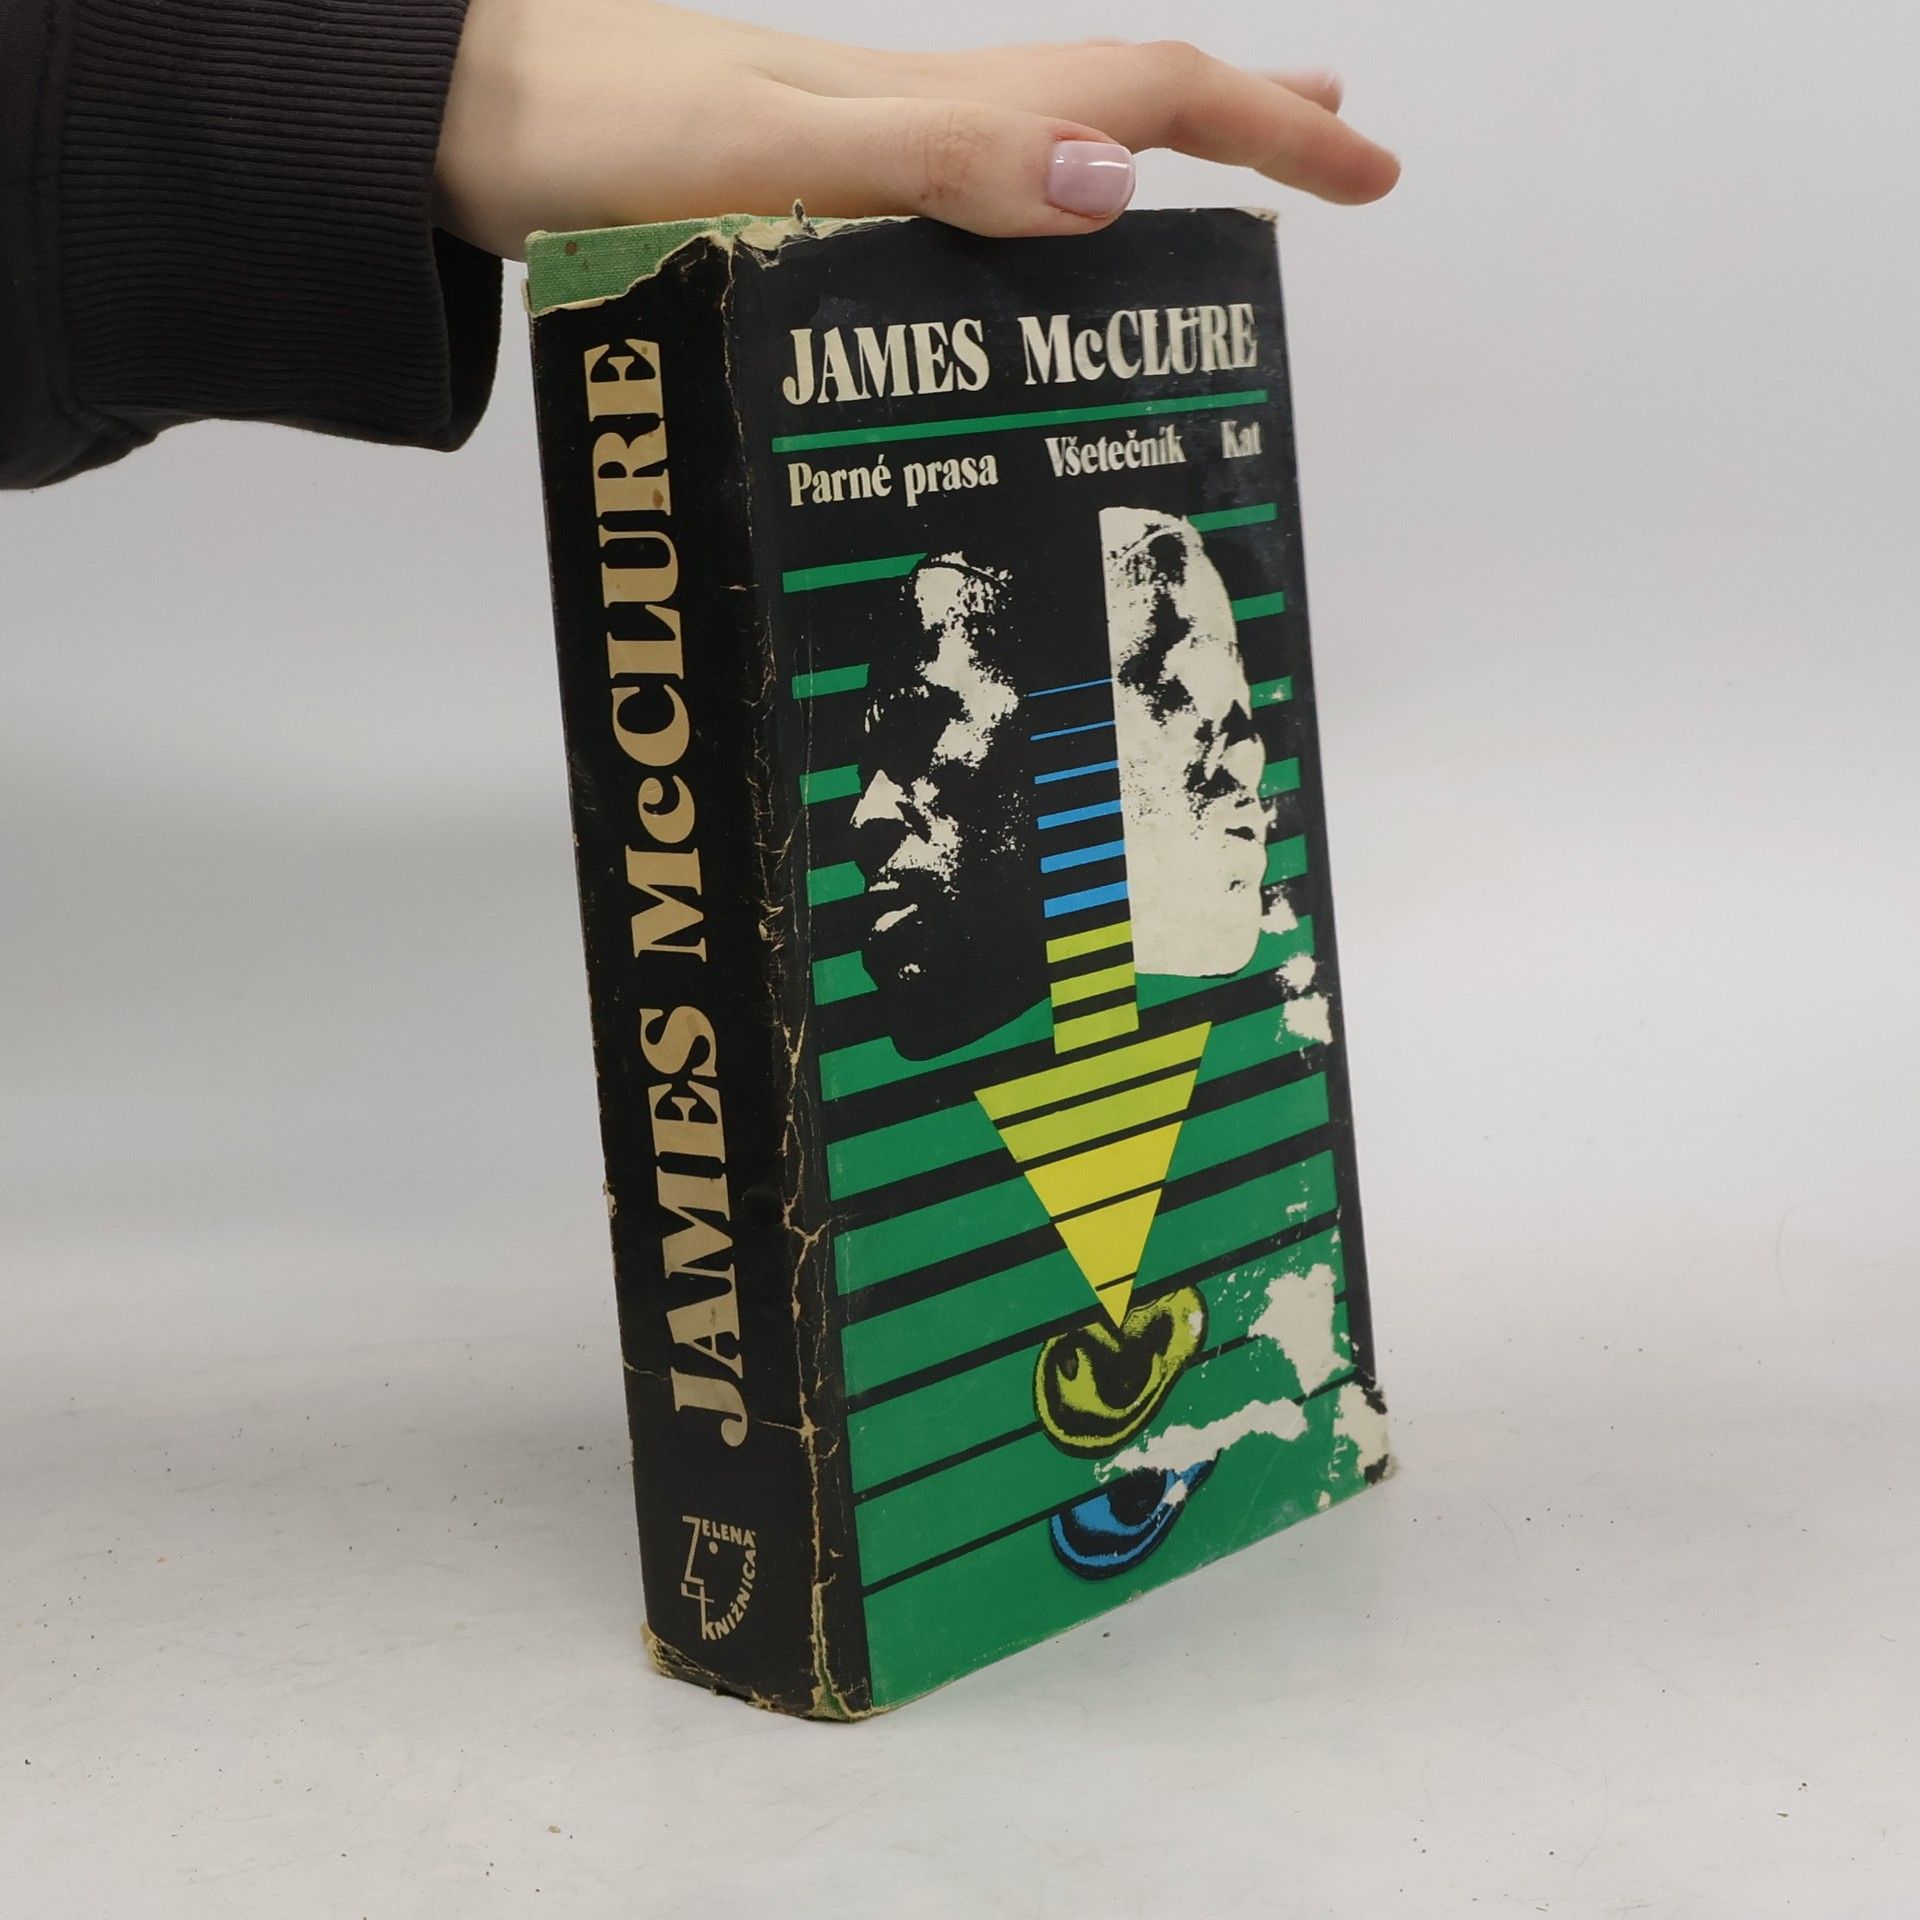 JAMES McCLURE
Parné prasa Všetečník Kat
JAMES McCLURE
ZELENÁ
KNIŽNICA